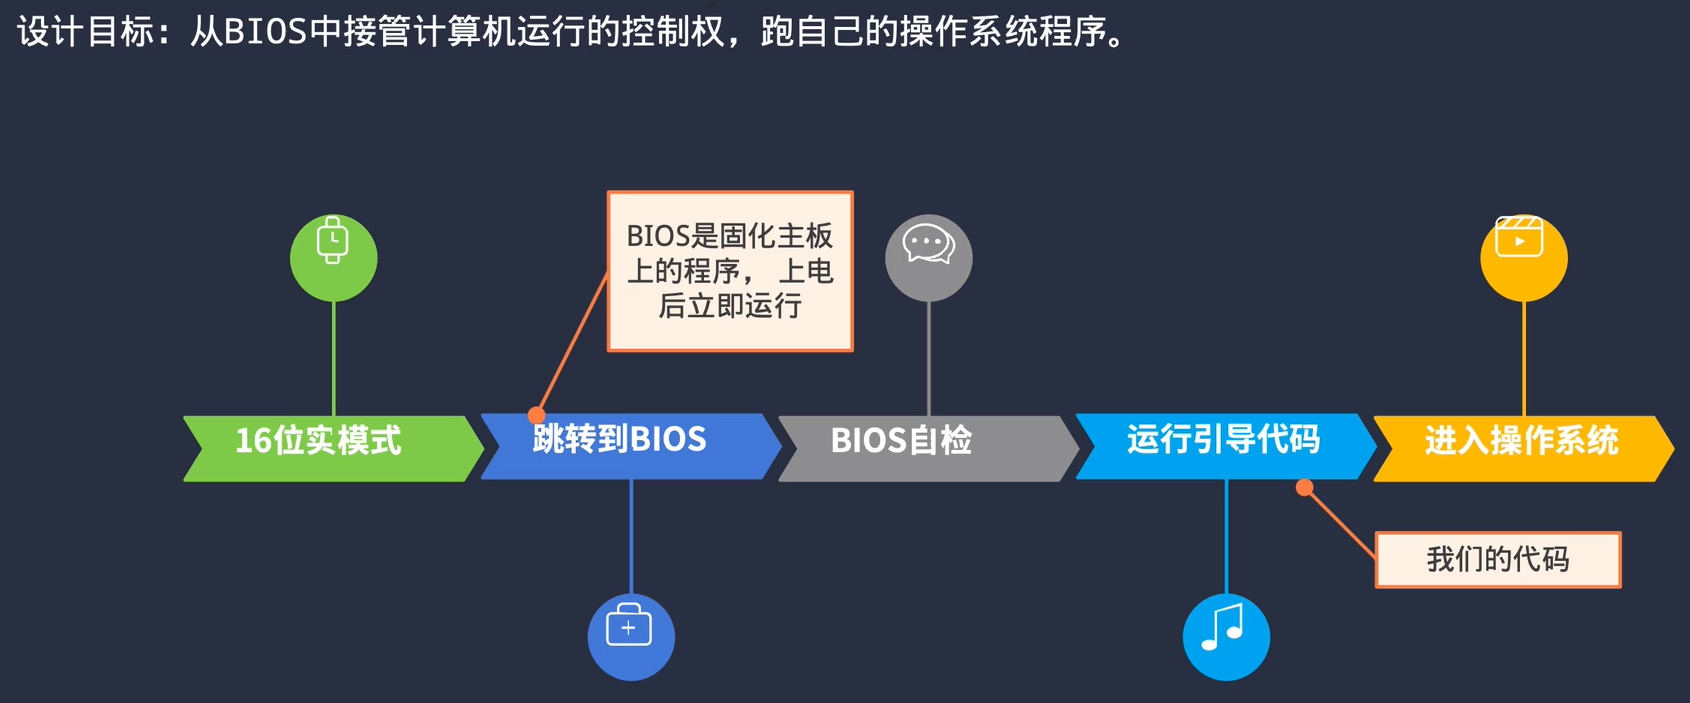 设计目标：从BIOS中接管计算机运行的控制权，跑自己的操作系统程序。
BIOS是固化主板
上的程序， 上电
后立即运行
16位实模式
跳转到BIOS
BIOS自检
运行引导代码
进入操作系统
我们的代码